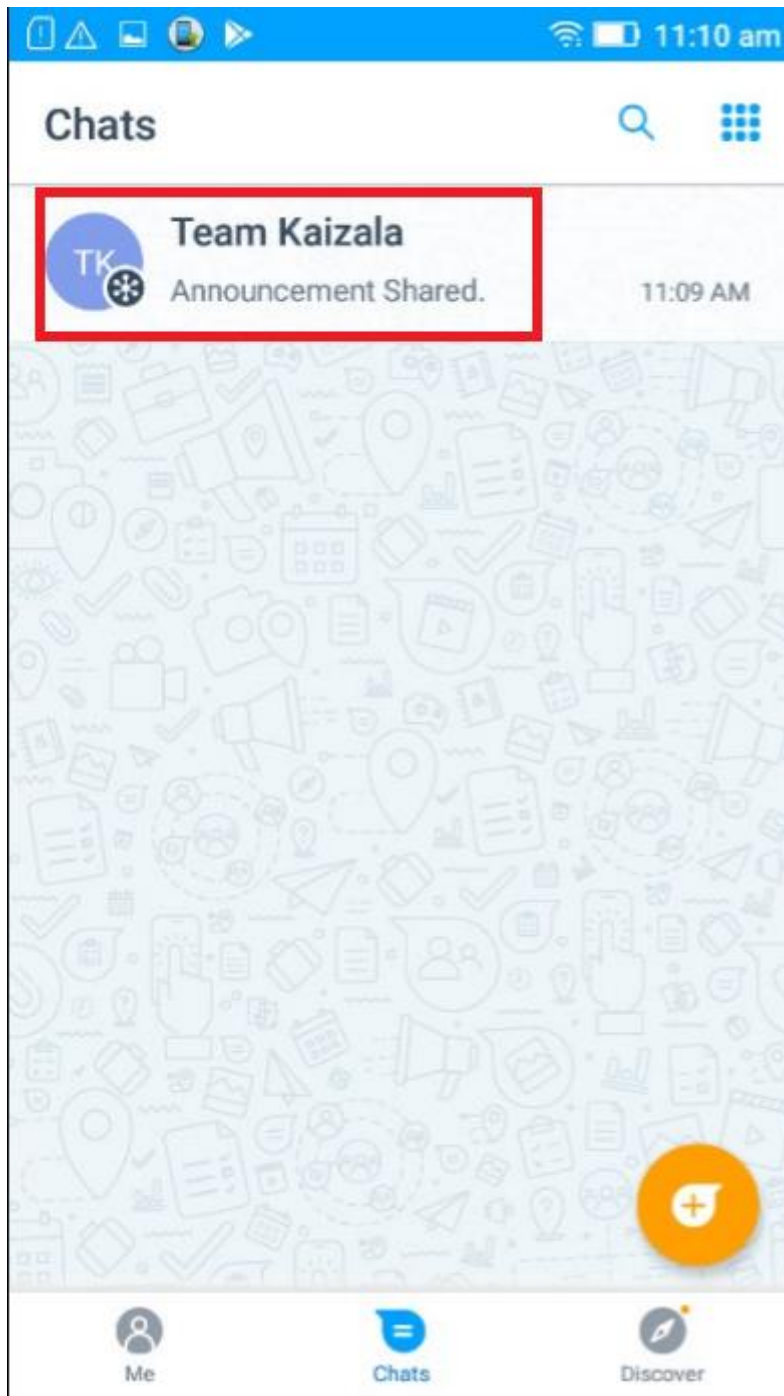 11:10 am
Chats
TK
Team Kaizala
Announcement Shared.
11:09 AM
Me
Chats
Discover